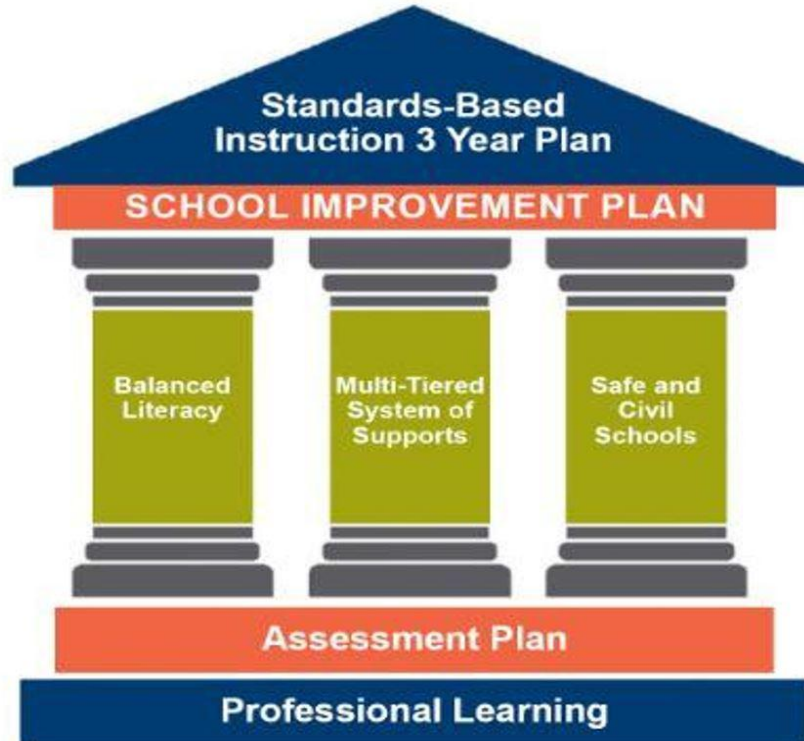 Standards-Based
Instruction 3 Year Plan
SCHOOL IMPROVEMENT PLAN
Balanced
Literacy
Multi-Tiered
System of
Supports
Safe and
Civil
Schools
Assessment Plan
Professional Learning